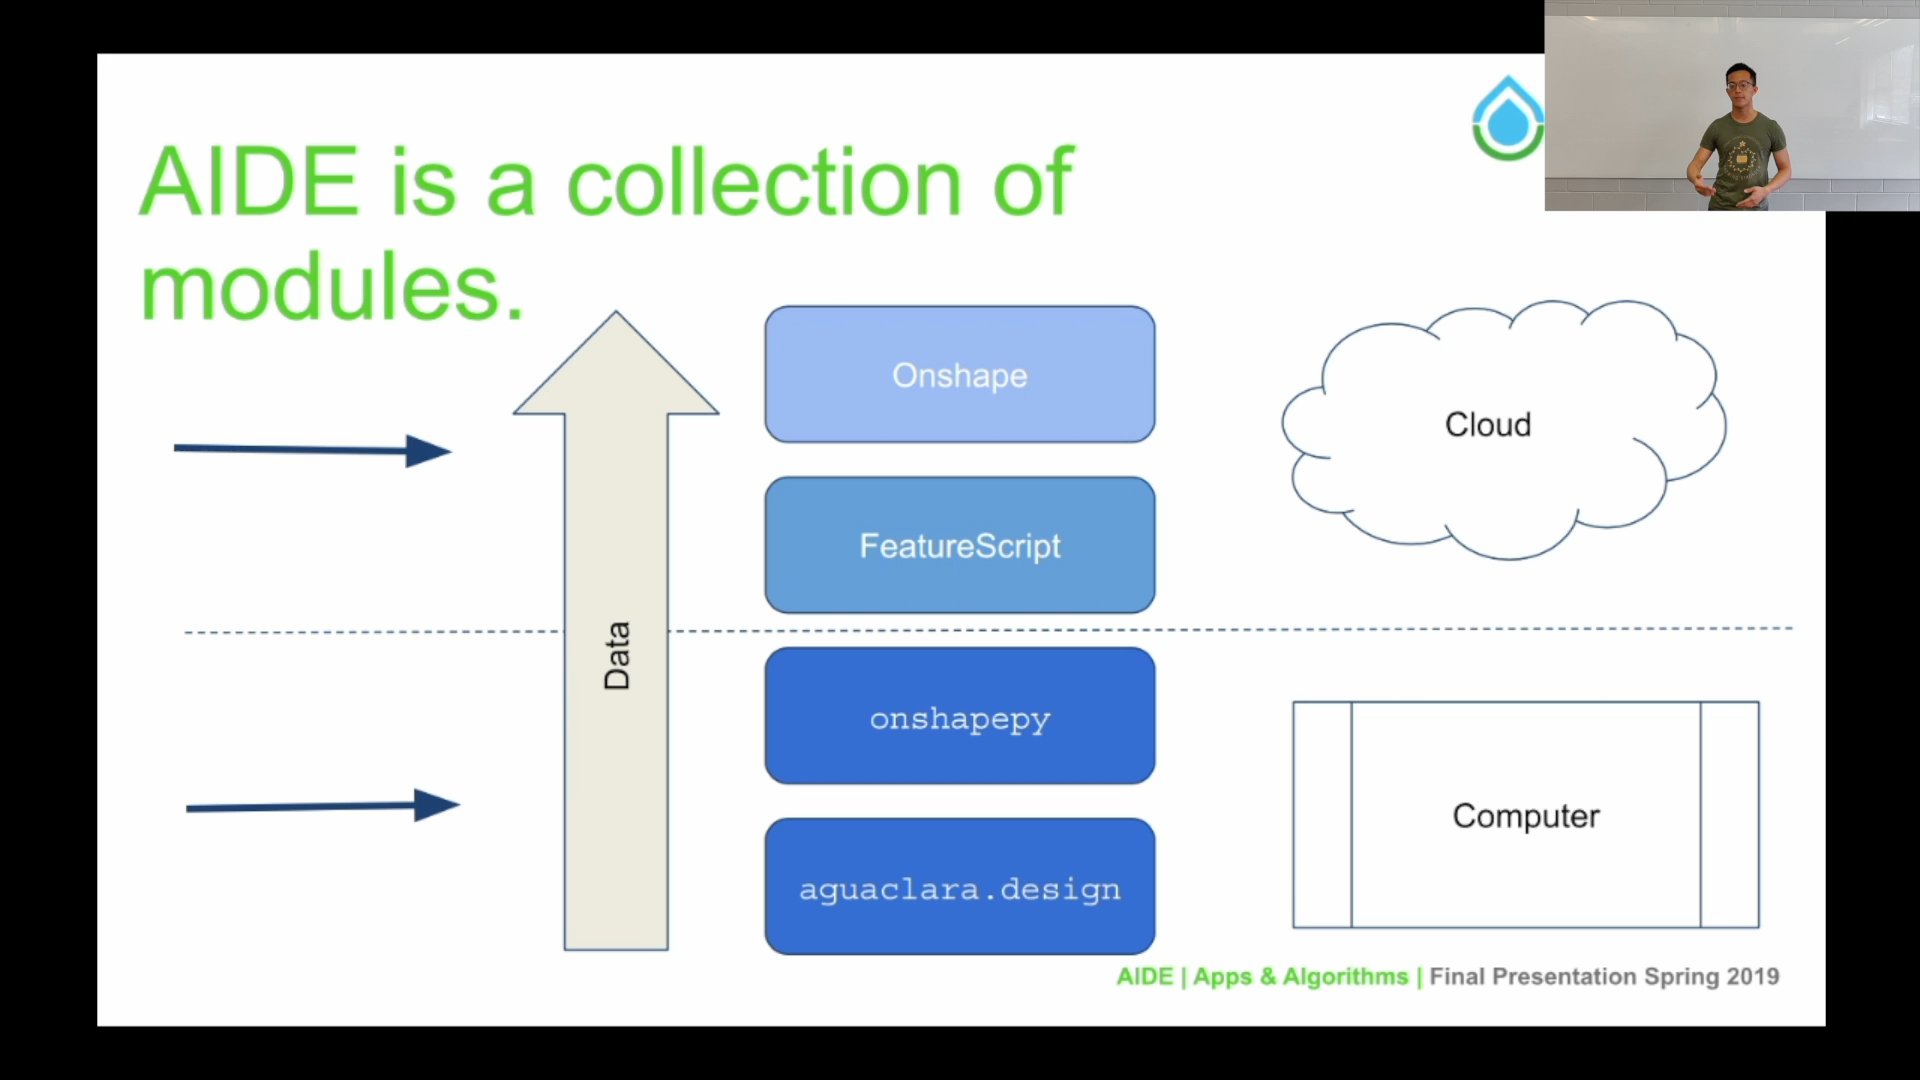 AIDE is a collection of
modules.
Onshape
Cloud
FeatureScript
Data
onshapepy
Computer
aguaclara.design
AIDE | Apps & Algorithms | Final Presentation Spring 2019